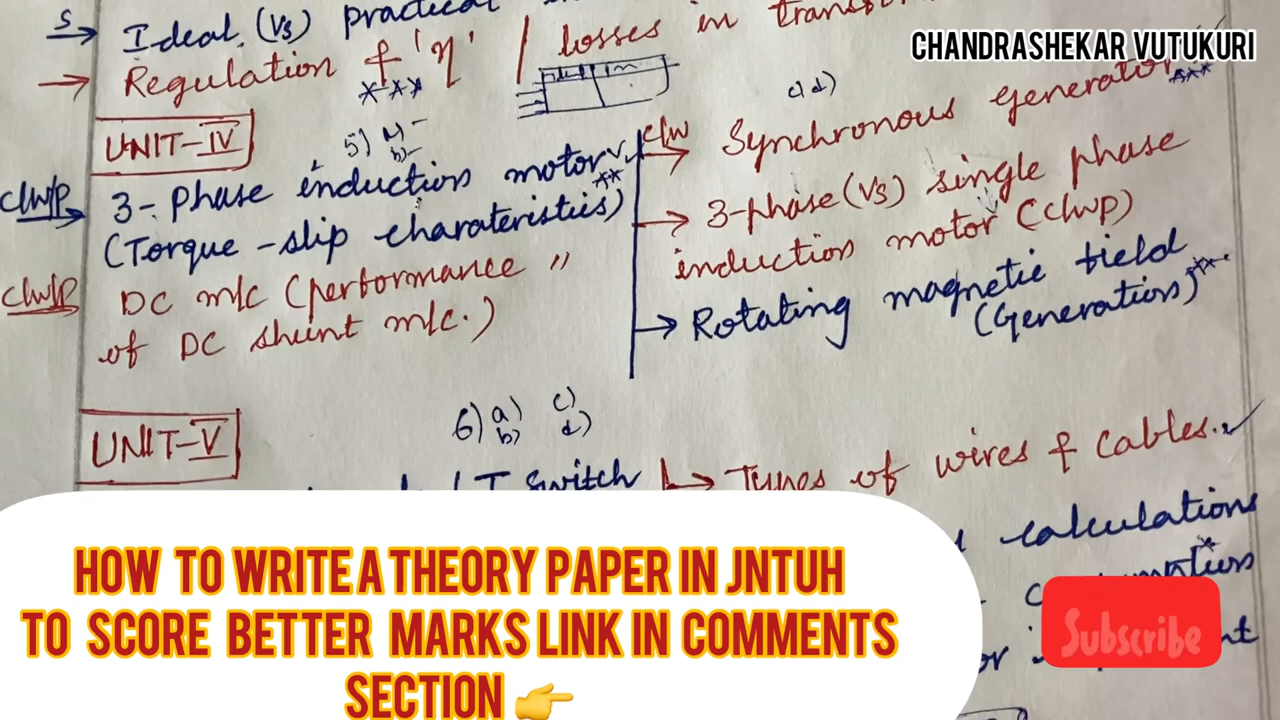 S Ideal (Vs) practical
losses in
CHANDRASHEKAR VUTUKURI
Regulation & 'η' /
***
UNIT-IV
5) a)-
b)-
c) d)
C/w/p 3-Phase induction motor
**
(Torque-slip charateristics)
C/w/p DC m/c (performance "
of DC shunt m/c.)
C/w Synchronous generator
***
3-phase (Vs) single phase
induction motor (C/w/p)
Rotating magnetic field
(Generation) **
UNIT-V
6) a) c)
b) d)
Switch
Types of wires & cables.
calculations
HOW TO WRITE A THEORY PAPER IN JNTUH
TO SCORE BETTER MARKS LINK IN COMMENTS
SECTION 👉
Subscribe